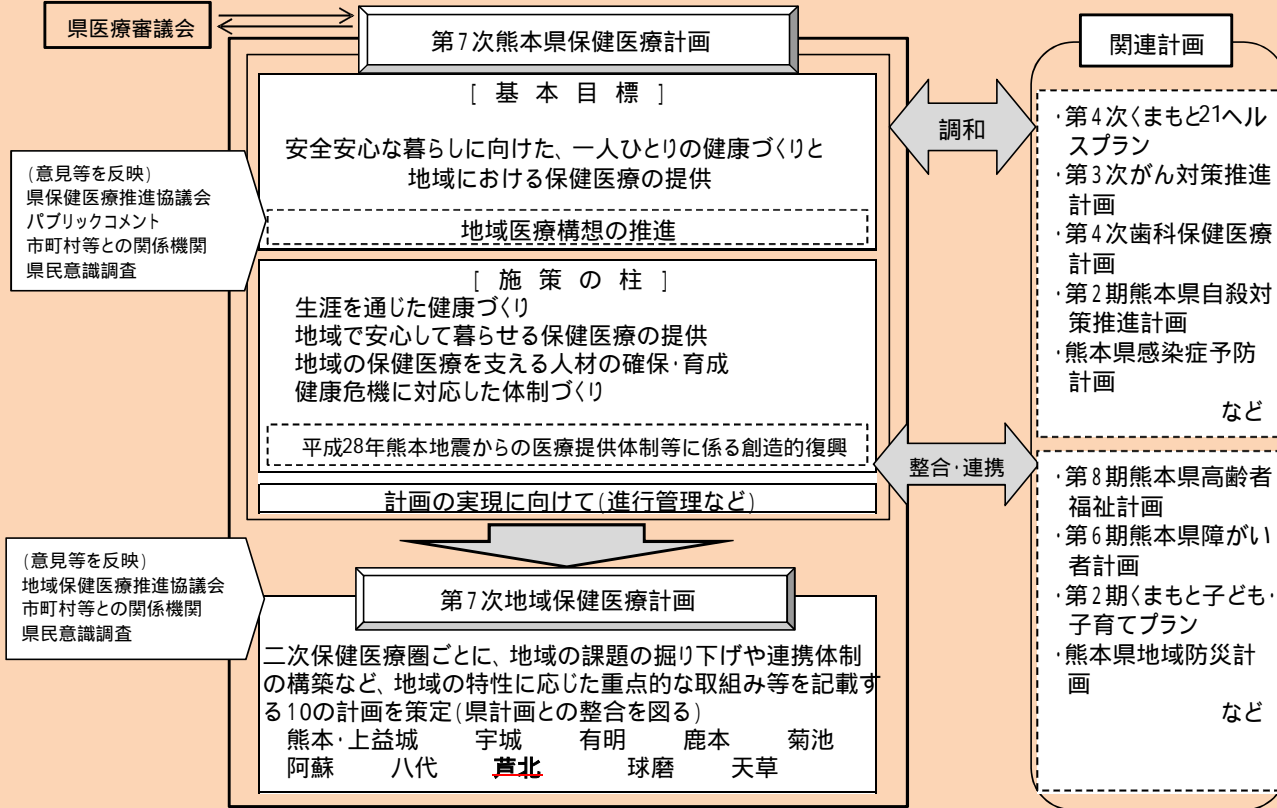 県医療審議会
第7次熊本県保健医療計画
[ 基 本 目 標 ]
安全安心な暮らしに向けた、一人ひとりの健康づくりと
地域における保健医療の提供
地域医療構想の推進
(意見等を反映)
県保健医療推進協議会
パブリックコメント
市町村等との関係機関
県民意識調査
[ 施 策 の 柱 ]
生涯を通じた健康づくり
地域で安心して暮らせる保健医療の提供
地域の保健医療を支える人材の確保・育成
健康危機に対応した体制づくり
平成28年熊本地震からの医療提供体制等に係る創造的復興
計画の実現に向けて(進行管理など)
(意見等を反映)
地域保健医療推進協議会
市町村等との関係機関
県民意識調査
第7次地域保健医療計画
二次保健医療圏ごとに、地域の課題の掘り下げや連携体制
の構築など、地域の特性に応じた重点的な取組み等を記載す
る10の計画を策定(県計画との整合を図る)
熊本・上益城 宇城 有明 鹿本 菊池
阿蘇 八代 芦北 球磨 天草
調和
整合・連携
関連計画
・第4次くまもと21ヘル
スプラン
・第3次がん対策推進
計画
・第4次歯科保健医療
計画
・第2期熊本県自殺対
策推進計画
・熊本県感染症予防
計画
など
・第8期熊本県高齢者
福祉計画
・第6期熊本県障がい
者計画
・第2期くまもと子ども・
子育てプラン
・熊本県地域防災計
画
など